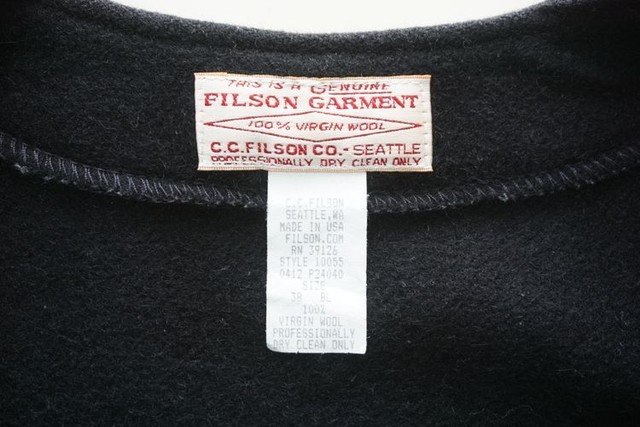 THIS IS A GENUINE
FILSON GARMENT
100% VIRGIN WOOL
C.C. FILSON CO.- SEATTLE
PROFESSIONALLY DRY CLEAN ONLY
C.C.FILSON
SEATTLE,WA
MADE IN USA
FILSON.COM
RN 39126
STYLE 10055
0412 P24040
SIZE
38 BL
100%
VIRGIN WOOL
PROFESSIONALLY
DRY CLEAN ONLY